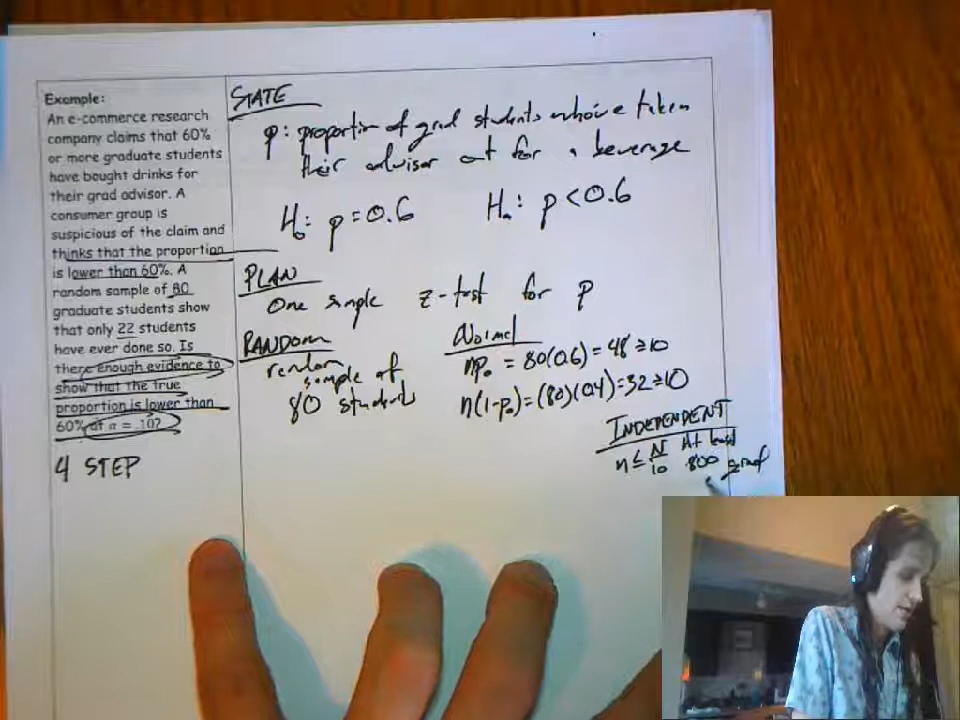 Example:
An e-commerce research
company claims that 60%
or more graduate students
have bought drinks for
their grad advisor. A
consumer group is
suspicious of the claim and
thinks that the proportion
is lower than 60%. A
random sample of 80
graduate students show
that only 22 students
have ever done so. Is
there enough evidence to
show that the true
proportion is lower than
60% at α = .10?
4 STEP
STATE
p: proportion of grad students who've taken
their advisor out for a beverage
H₀: p = 0.6 Hₐ: p < 0.6
PLAN
One sample z-test for p
RANDOM
random
sample of
80 students
Normal
np₀ = 80(0.6) = 48 ≥ 10
n(1-p₀) = (80)(0.4) = 32 ≥ 10
INDEPENDENT
n ≤ N/10 At least
800 grad